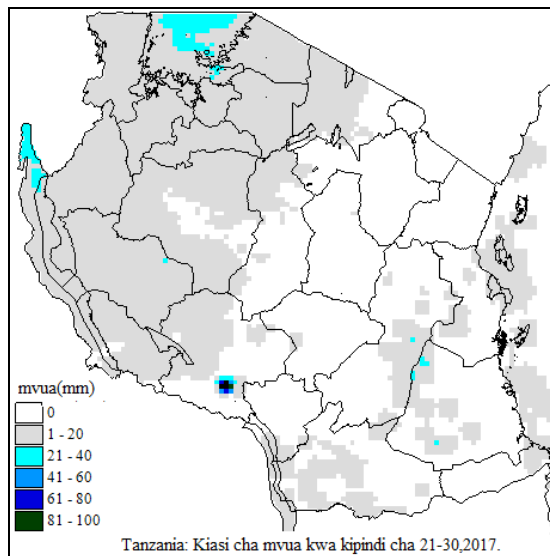 mvua(mm)
0
1 - 20
21 - 40
41 - 60
61 - 80
81 - 100
Tanzania: Kiasi cha mvua kwa kipindi cha 21-30,2017.